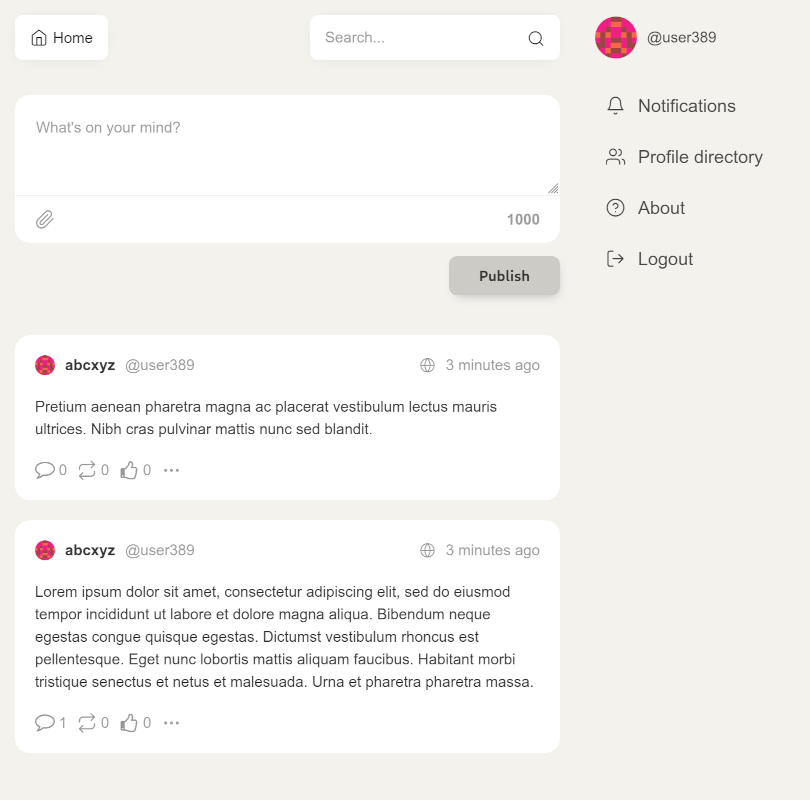 Home
Search...
@user389
What's on your mind?
1000
Publish
Notifications
Profile directory
About
Logout
abcxyz @user389 3 minutes ago
Pretium aenean pharetra magna ac placerat vestibulum lectus mauris
ultrices. Nibh cras pulvinar mattis nunc sed blandit.
0 0 0
abcxyz @user389 3 minutes ago
Lorem ipsum dolor sit amet, consectetur adipiscing elit, sed do eiusmod
tempor incididunt ut labore et dolore magna aliqua. Bibendum neque
egestas congue quisque egestas. Dictumst vestibulum rhoncus est
pellentesque. Eget nunc lobortis mattis aliquam faucibus. Habitant morbi
tristique senectus et netus et malesuada. Urna et pharetra pharetra massa.
1 0 0